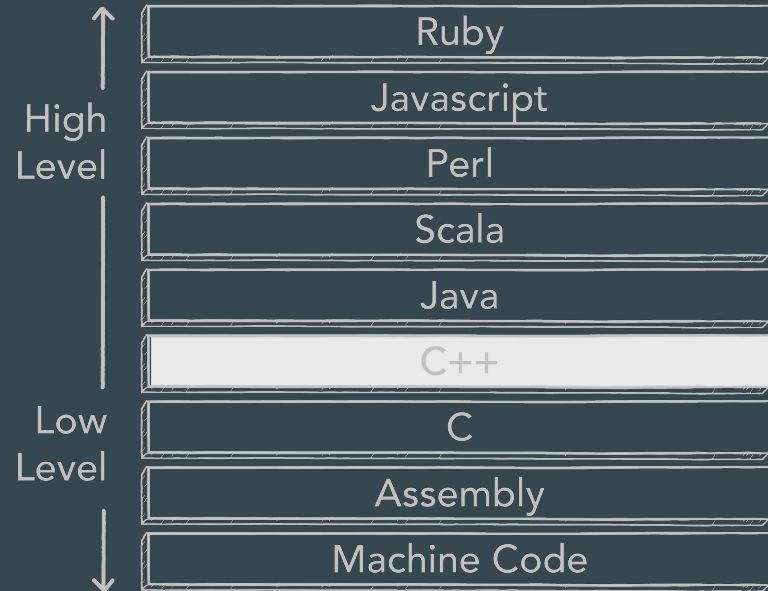 Ruby
Javascript
High
Level
Perl
Scala
Java
C++
Low
Level
C
Assembly
Machine Code